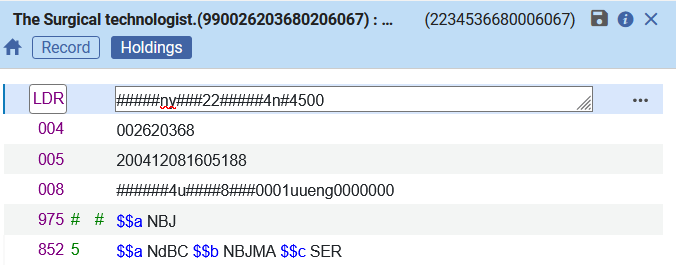 The Surgical technologist.(990026203680206067) : ... (2234536680006067)
Record Holdings
LDR #####ny###22#####4n#4500 ...
004 002620368
005 200412081605188
008 ######4u####8###0001uueng0000000
975 # # $$a NBJ
852 5 $$a NdBC $$b NBJMA $$c SER